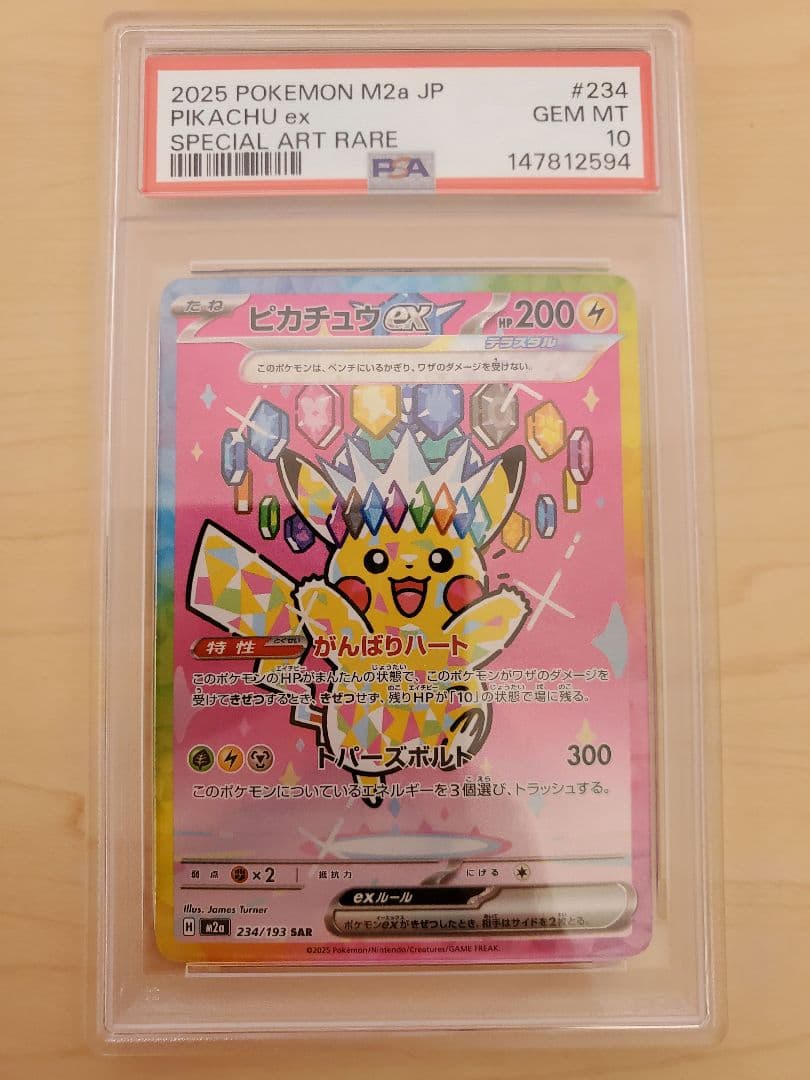 2025 POKEMON M2a JP #234
PIKACHU ex GEM MT
SPECIAL ART RARE 10
PSA 147812594
たね ピカチュウex HP200
テラスタル
このポケモンは、ベンチにいるかぎり、ワザのダメージを受けない。
特性 とくせい がんばりハート
このポケモンのHPがまんたんの状態で、このポケモンがワザのダメージを
受けてきぜつするとき、きぜつせず、残りHPが「10」の状態で場に残る。
トパーズボルト 300
このポケモンについているエネルギーを3個選び、トラッシュする。
弱点 ×2 抵抗力 にげる
exルール
ポケモンexがきぜつしたとき、相手はサイドを2枚とる。
Illus. James Turner
H M2a 234/193 SAR
©2025 Pokémon/Nintendo/Creatures/GAME FREAK.